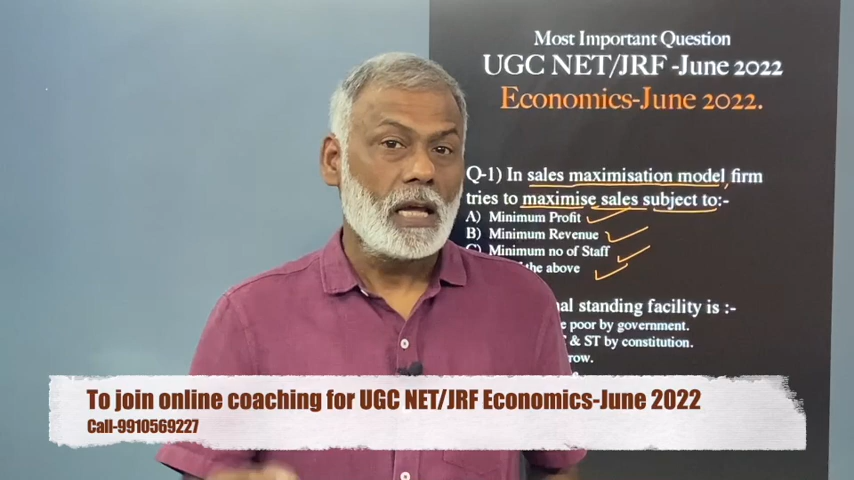 Most Important Question
UGC NET/JRF -June 2022
Economics-June 2022.
Q-1) In sales maximisation model, firm
tries to maximise sales subject to:-
A) Minimum Profit
B) Minimum Revenue
C) Minimum no of Staff
the above
standing facility is :-
poor by government.
& ST by constitution.
To join online coaching for UGC NET/JRF Economics-June 2022
Call-9910569227